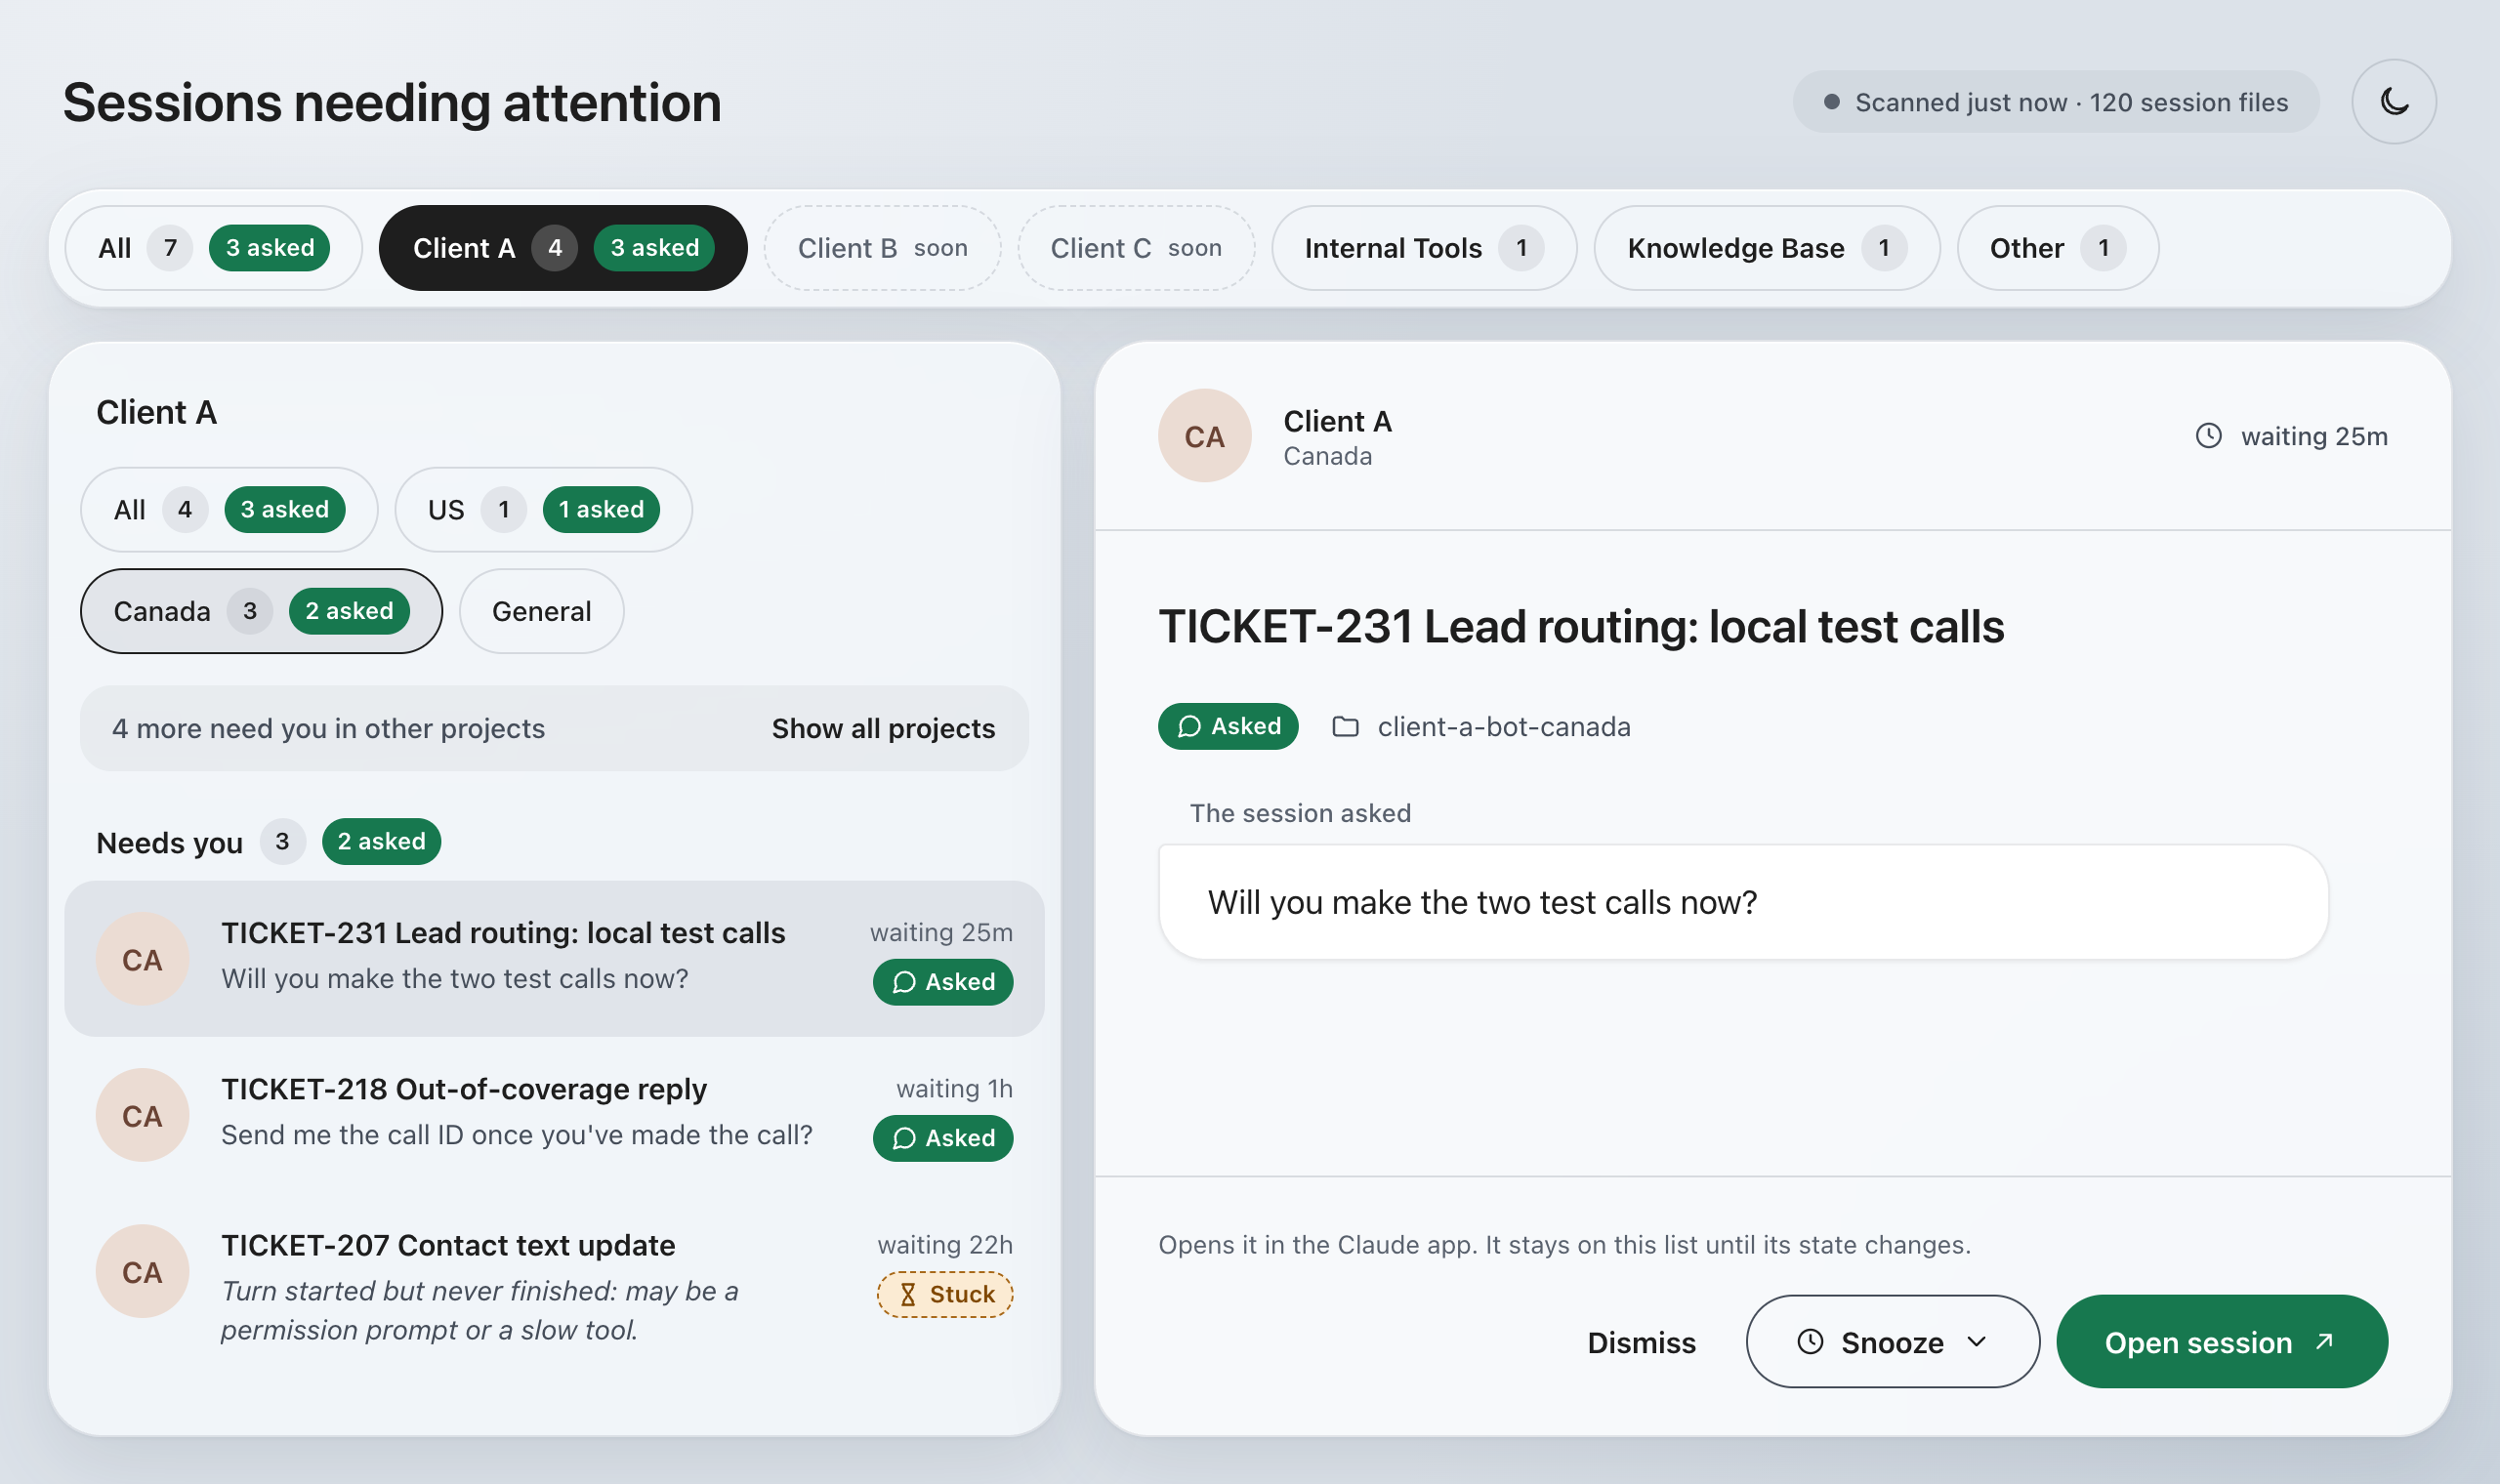 Sessions needing attention
Scanned just now · 120 session files
All 7 3 asked
Client A 4 3 asked
Client B soon
Client C soon
Internal Tools 1
Knowledge Base 1
Other 1
Client A
All 4 3 asked
US 1 1 asked
Canada 3 2 asked
General
4 more need you in other projects
Show all projects
Needs you 3 2 asked
CA
TICKET-231 Lead routing: local test calls
waiting 25m
Will you make the two test calls now?
Asked
CA
TICKET-218 Out-of-coverage reply
waiting 1h
Send me the call ID once you've made the call?
Asked
CA
TICKET-207 Contact text update
waiting 22h
Turn started but never finished: may be a
permission prompt or a slow tool.
Stuck
CA
Client A
Canada
waiting 25m
TICKET-231 Lead routing: local test calls
Asked
client-a-bot-canada
The session asked
Will you make the two test calls now?
Opens it in the Claude app. It stays on this list until its state changes.
Dismiss
Snooze
Open session